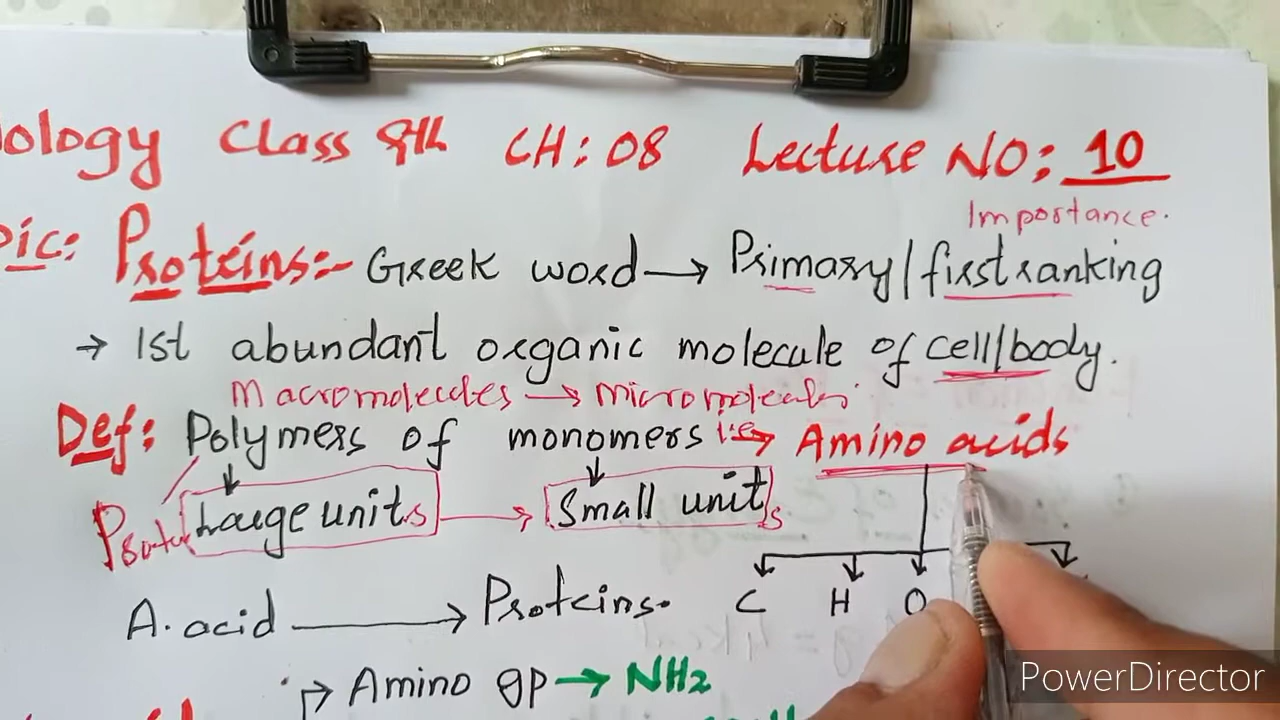 ology Class 9th CH: 08 Lecture NO: 10
Importance.
pic: Proteins:- Greek word → Primary/first ranking
→ 1st abundant organic molecule of cell/body.
Macromolecules → micromolecules
Def: Polymers of monomers i.e → Amino acids
Large units → Small units
C H O
A. acid → Proteins.
Amino gp → NH2
PowerDirector